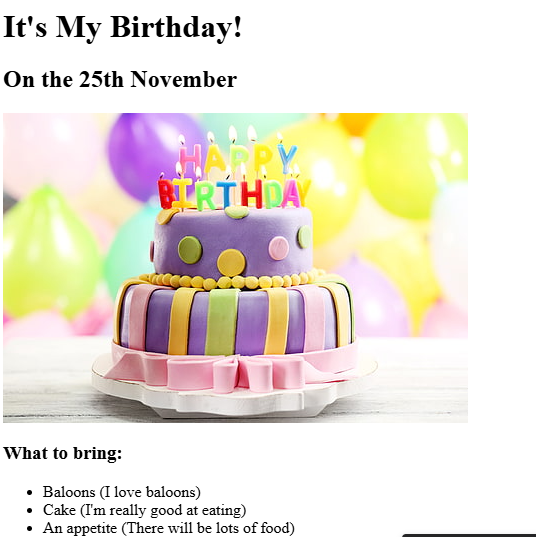 It's My Birthday!
On the 25th November
HAPPY
BIRTHDAY
What to bring:
Baloons (I love baloons)
Cake (I'm really good at eating)
An appetite (There will be lots of food)